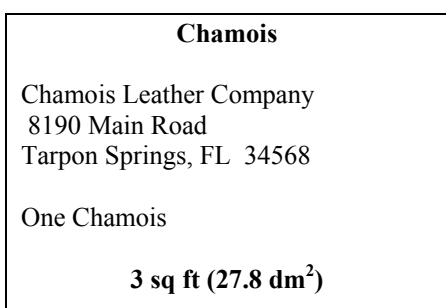 Chamois
Chamois Leather Company
8190 Main Road
Tarpon Springs, FL 34568
One Chamois
3 sq ft (27.8 dm²)